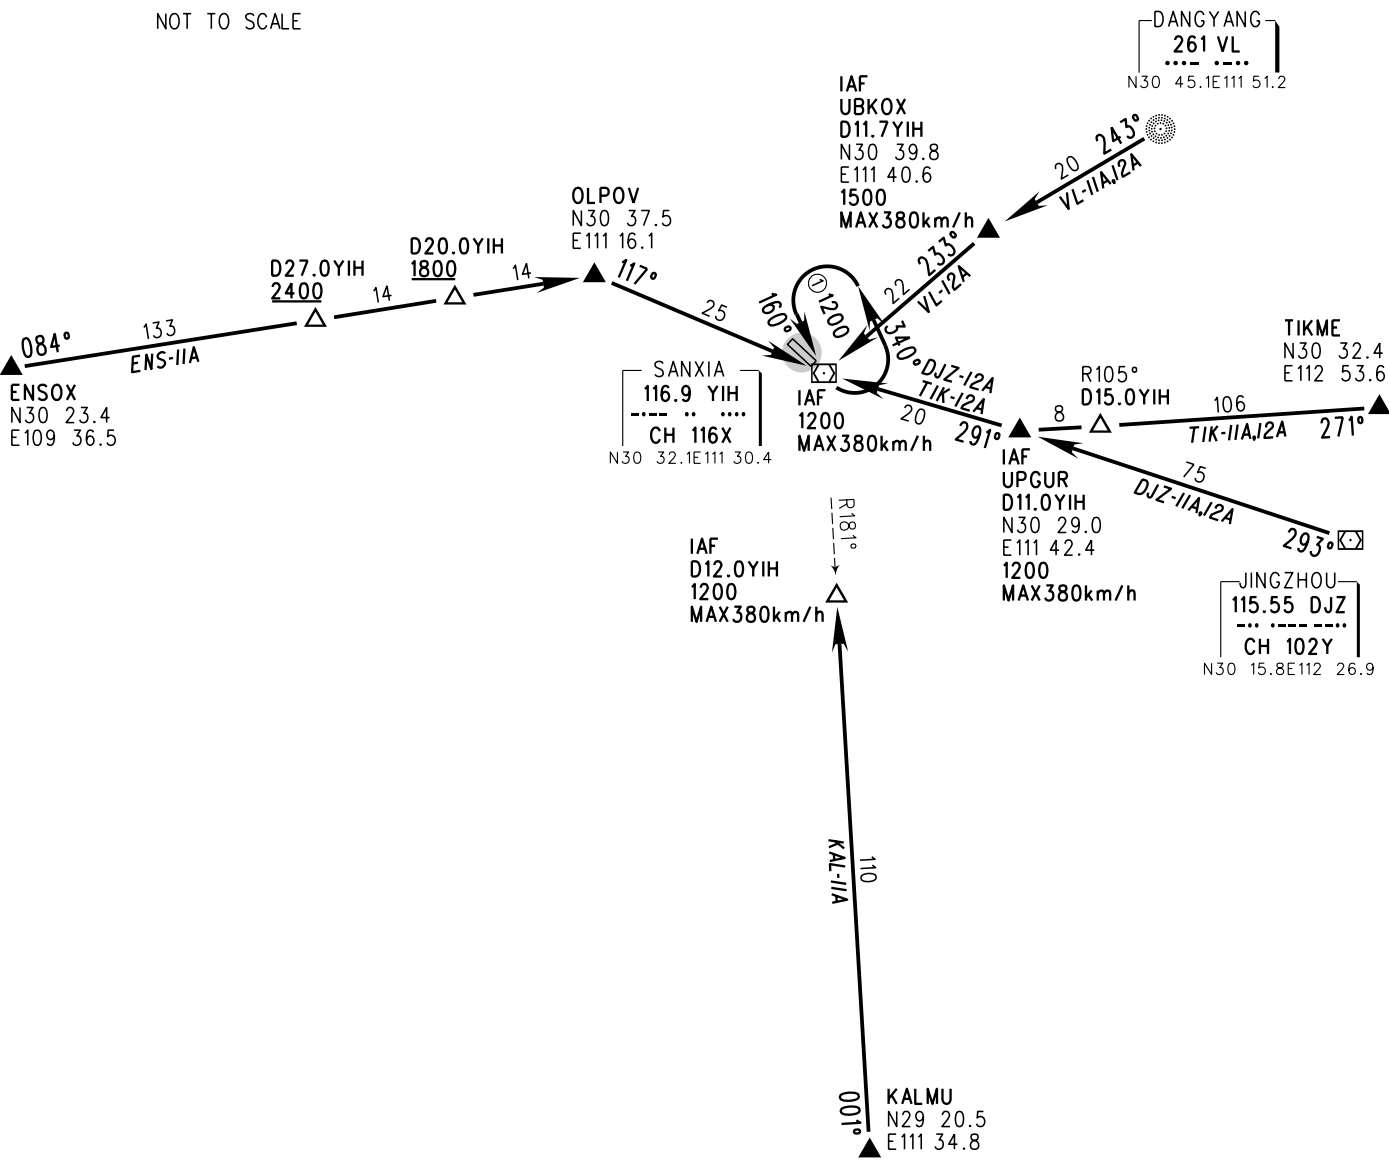 NOT TO SCALE
DANGYANG
261 VL
N30 45.1E111 51.2
IAF
UBKOX
D11.7YIH
N30 39.8
E111 40.6
1500
MAX380km/h
243°
20
VL-11A,12A
233°
22
VL-12A
OLPOV
N30 37.5
E111 16.1
117°
25
D20.0YIH
1800
14
D27.0YIH
2400
14
133
084°
ENS-11A
ENSOX
N30 23.4
E109 36.5
①1200
160°
340°
SANXIA
116.9 YIH
CH 116X
N30 32.1E111 30.4
IAF
1200
MAX380km/h
DJZ-12A
TIK-12A
20
291°
TIKME
N30 32.4
E112 53.6
R105°
D15.0YIH
8
106
TIK-11A,12A
271°
IAF
UPGUR
D11.0YIH
N30 29.0
E111 42.4
1200
MAX380km/h
75
DJZ-11A,12A
293°
JINGZHOU
115.55 DJZ
CH 102Y
N30 15.8E112 26.9
R181°
IAF
D12.0YIH
1200
MAX380km/h
110
KAL-11A
001°
KALMU
N29 20.5
E111 34.8